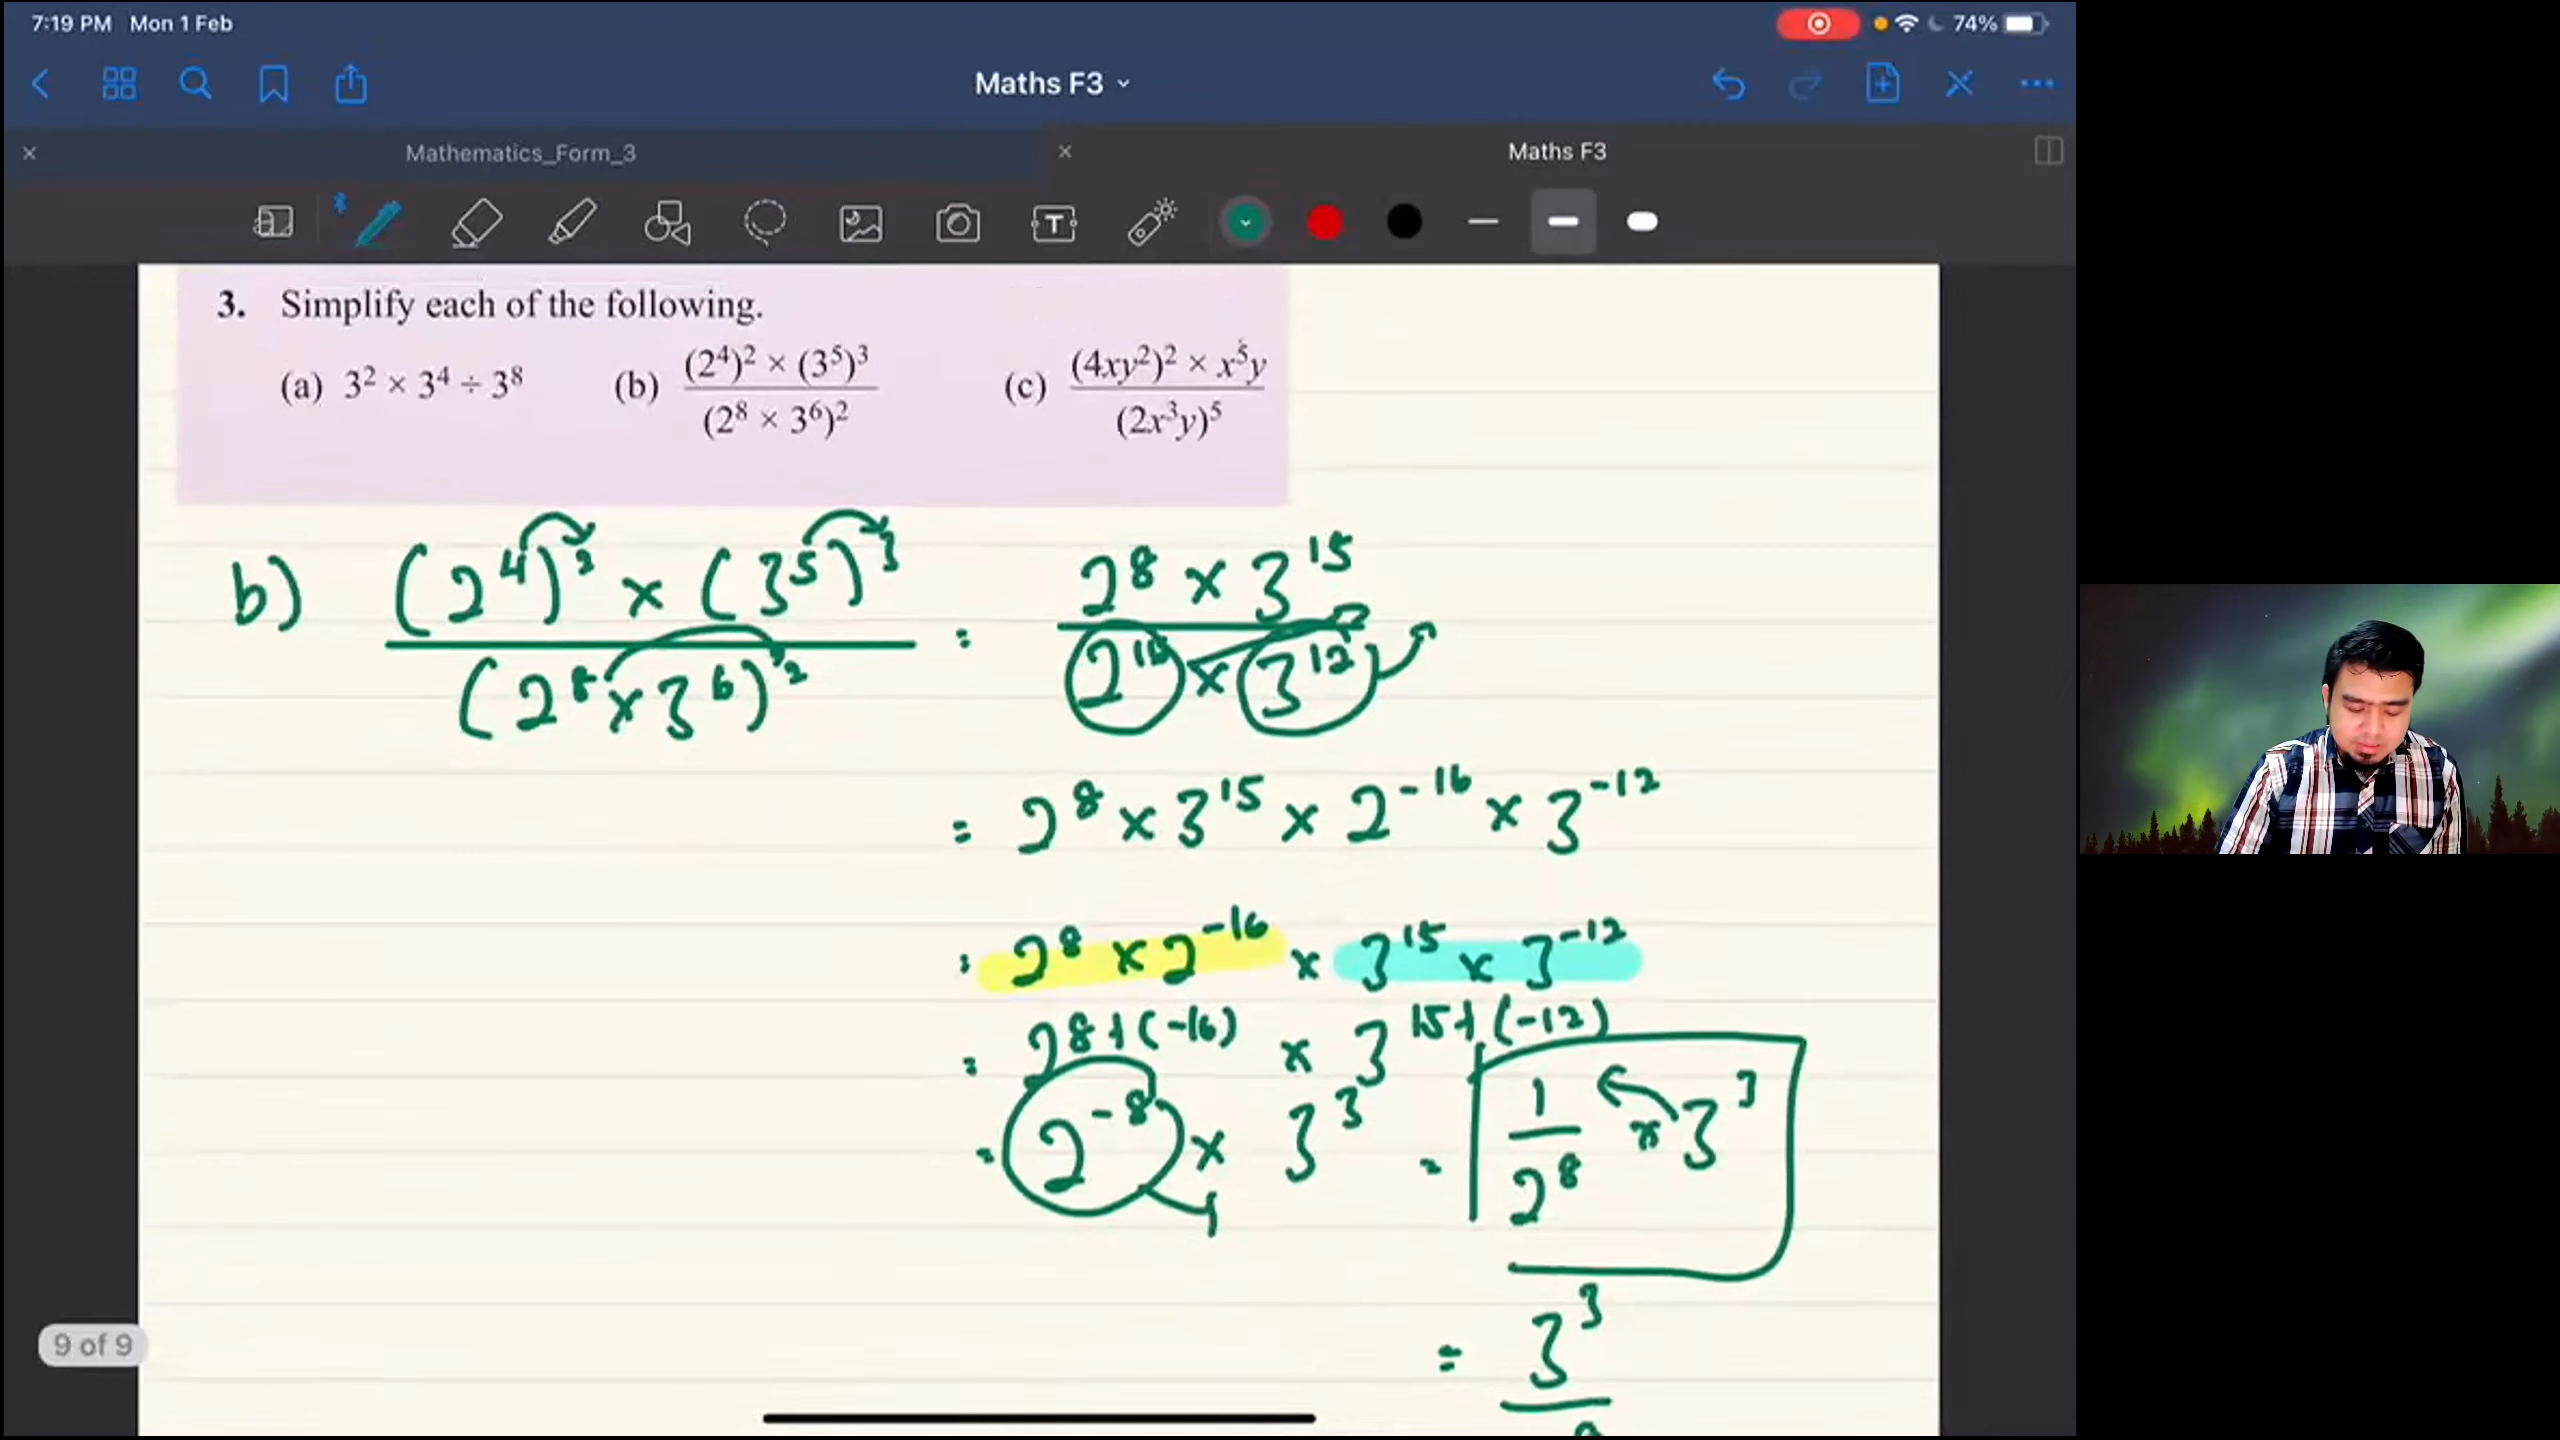 7:19 PM Mon 1 Feb 74%
Maths F3
Mathematics_Form_3 Maths F3
3. Simplify each of the following.
(a) 3² × 3⁴ ÷ 3⁸ (b) (2⁴)² × (3⁵)³ / (2⁸ × 3⁶)² (c) (4xy²)² × x⁵y / (2x³y)⁵
b) (2⁴)² × (3⁵)³ / (2⁸ × 3⁶)² = 2⁸ × 3¹⁵ / 2¹⁶ × 3¹²
= 2⁸ × 3¹⁵ × 2⁻¹⁶ × 3⁻¹²
= 2⁸ × 2⁻¹⁶ × 3¹⁵ × 3⁻¹²
= 2⁸⁺⁽⁻¹⁶⁾ × 3¹⁵⁺⁽⁻¹²⁾
= 2⁻⁸ × 3³ = 1/2⁸ × 3³
= 3³
9 of 9